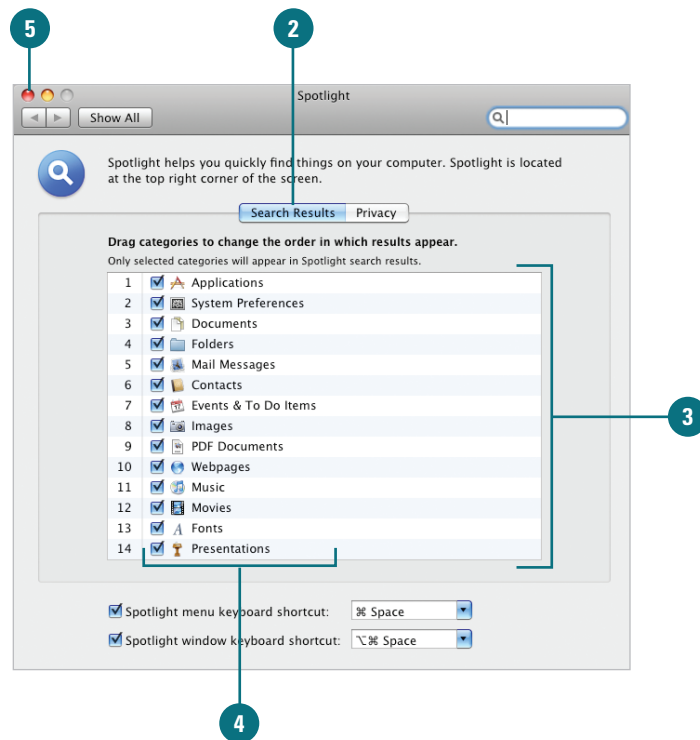 5
2
Spotlight
Show All
Spotlight helps you quickly find things on your computer. Spotlight is located
at the top right corner of the screen.
Search Results Privacy
Drag categories to change the order in which results appear.
Only selected categories will appear in Spotlight search results.
1 Applications
2 System Preferences
3 Documents
4 Folders
5 Mail Messages
6 Contacts
7 Events & To Do Items
8 Images
9 PDF Documents
10 Webpages
11 Music
12 Movies
13 Fonts
14 Presentations
3
Spotlight menu keyboard shortcut: ⌘ Space
Spotlight window keyboard shortcut: ⌥⌘ Space
4